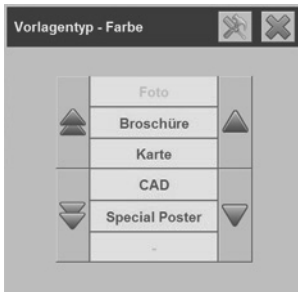 Vorlagentyp - Farbe
Foto
Broschüre
Karte
CAD
Special Poster
-